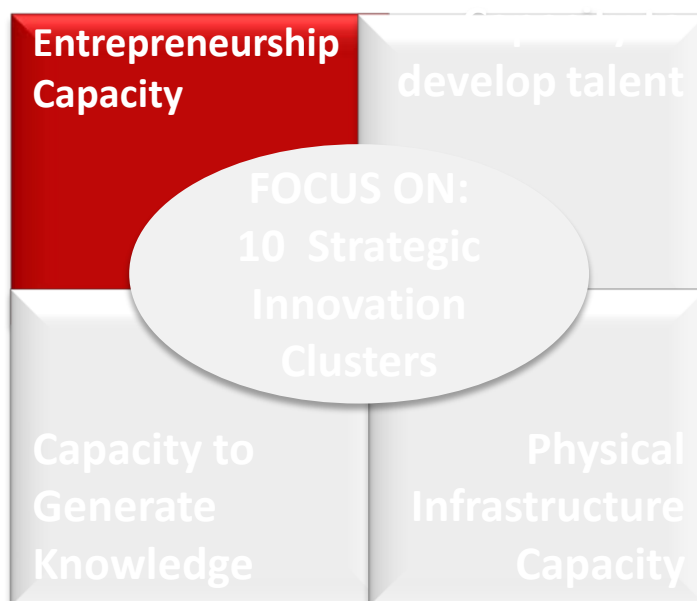 Entrepreneurship
Capacity
develop talent
FOCUS ON:
10 Strategic
Innovation
Clusters
Capacity to
Generate
Knowledge
Physical
Infrastructure
Capacity